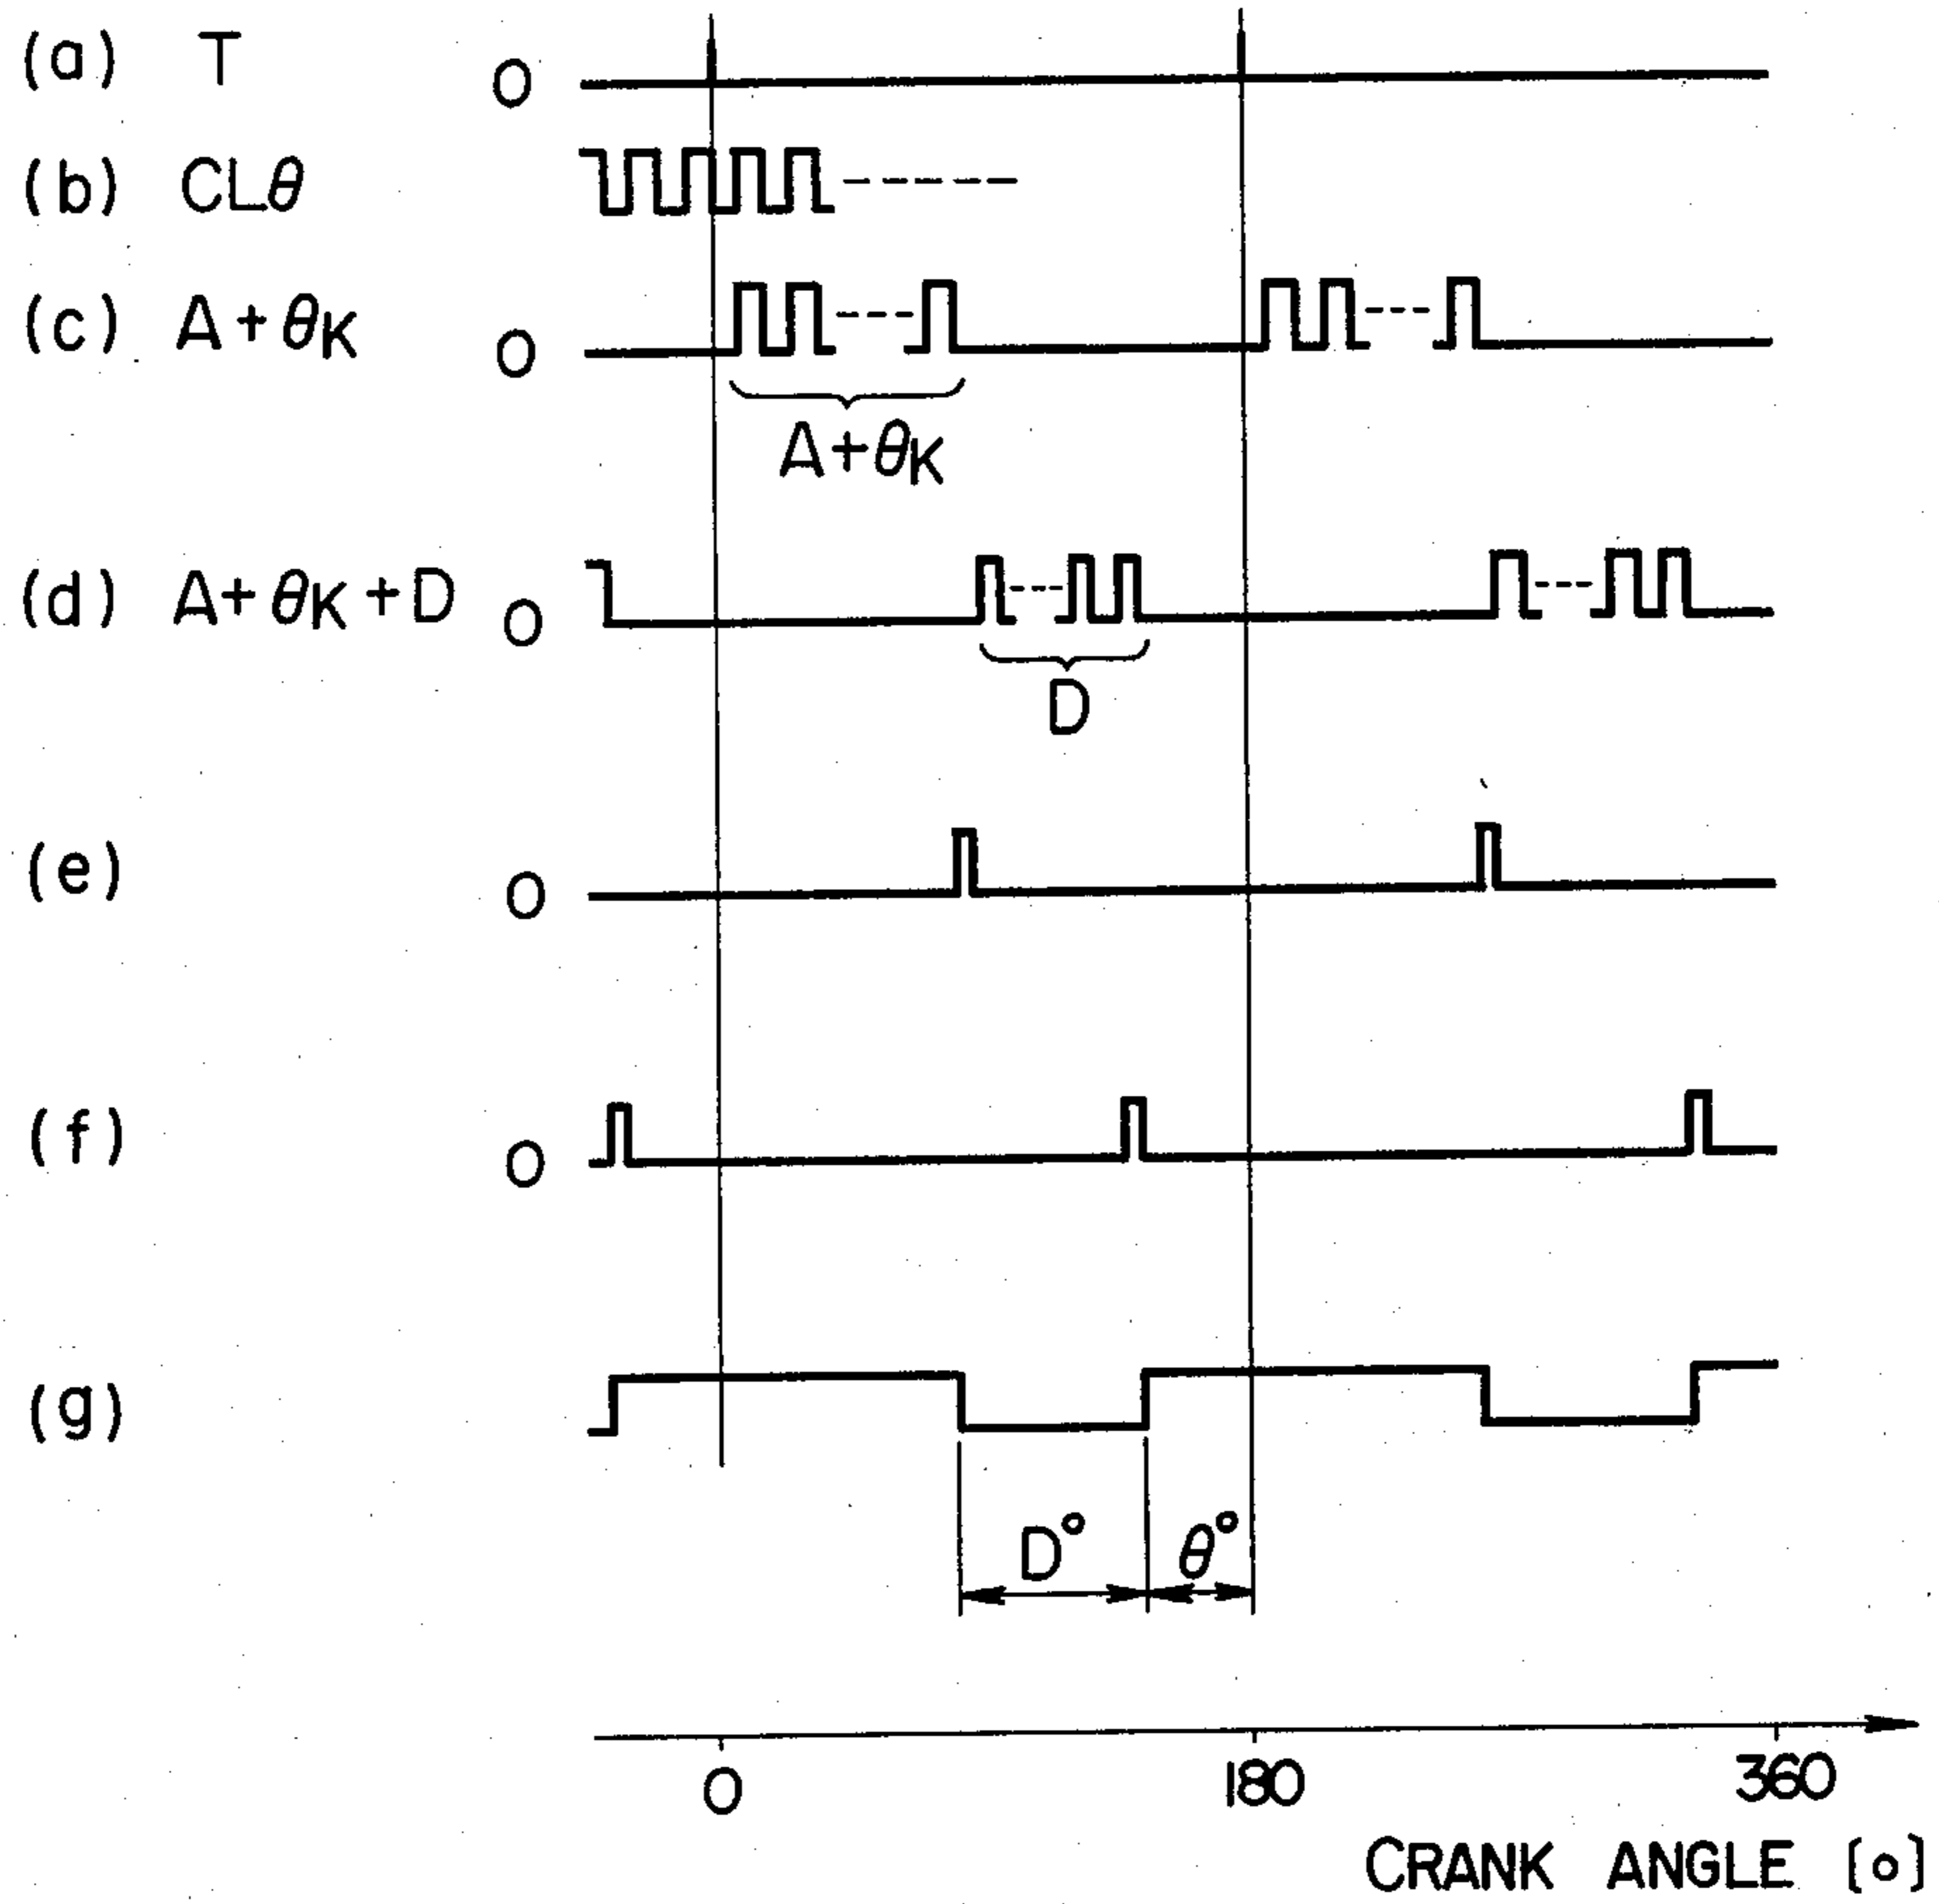 (a) T 0
(b) CLθ
(c) A+θK 0
A+θK
(d) A+θK+D 0
D
(e) 0
(f) 0
(g)
D° θ°
0 180 360
CRANK ANGLE [o]